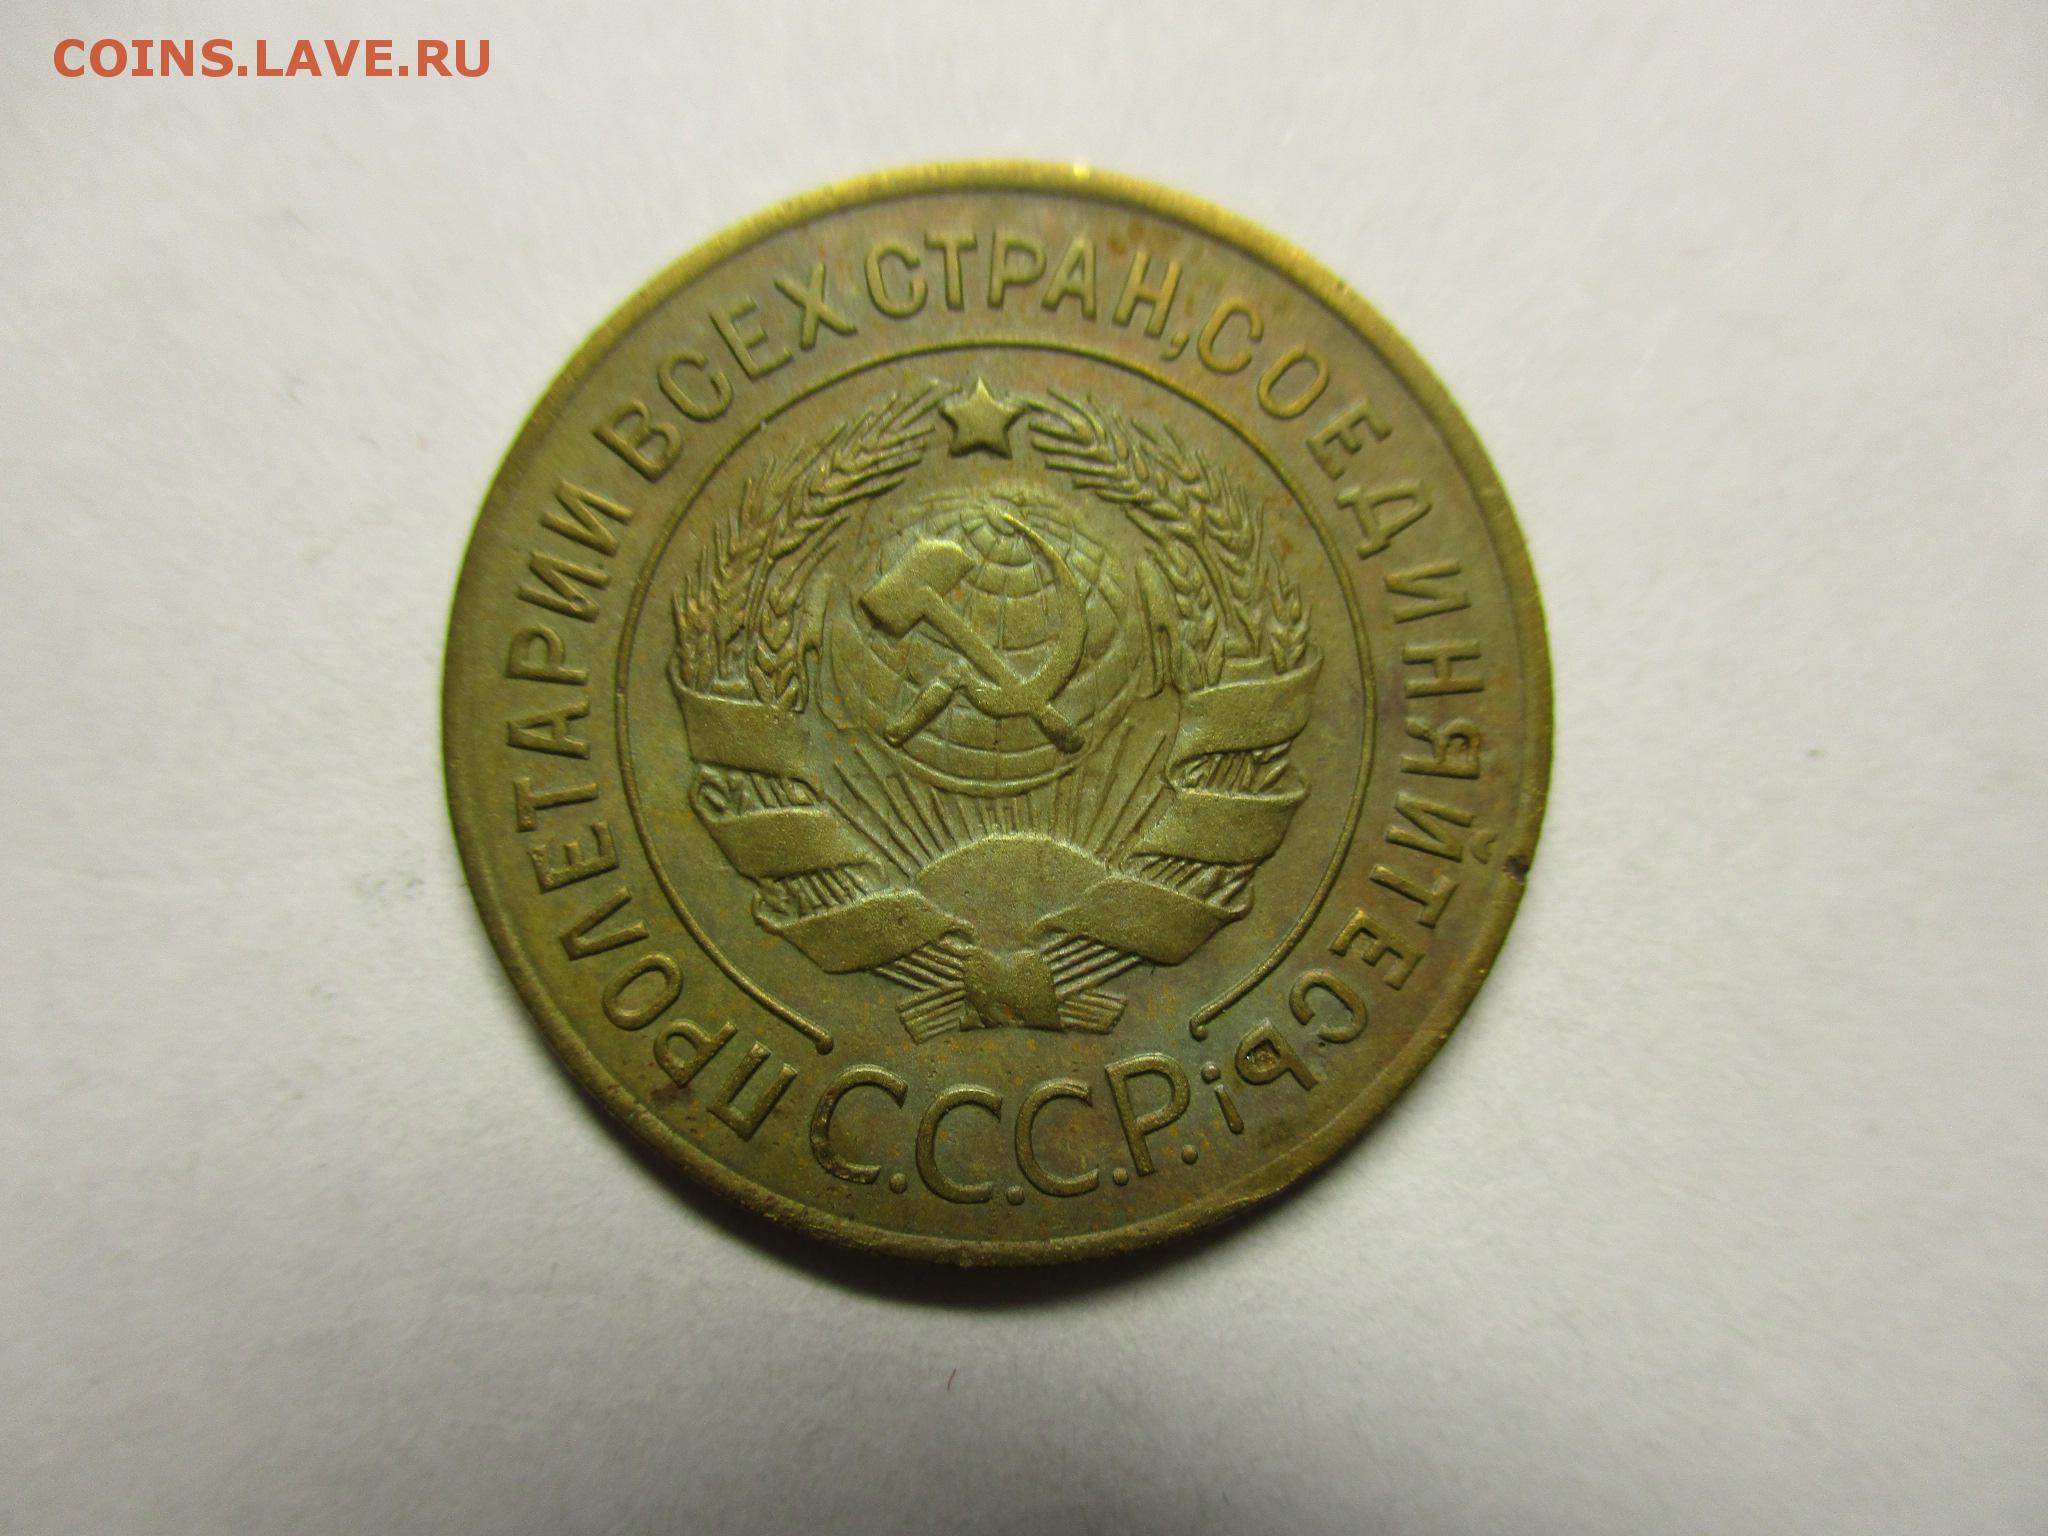 COINS.LAVE.RU
ПРОЛЕТАРИИ ВСЕХ СТРАН, СОЕДИНЯЙТЕСЬ!
С.С.С.Р.